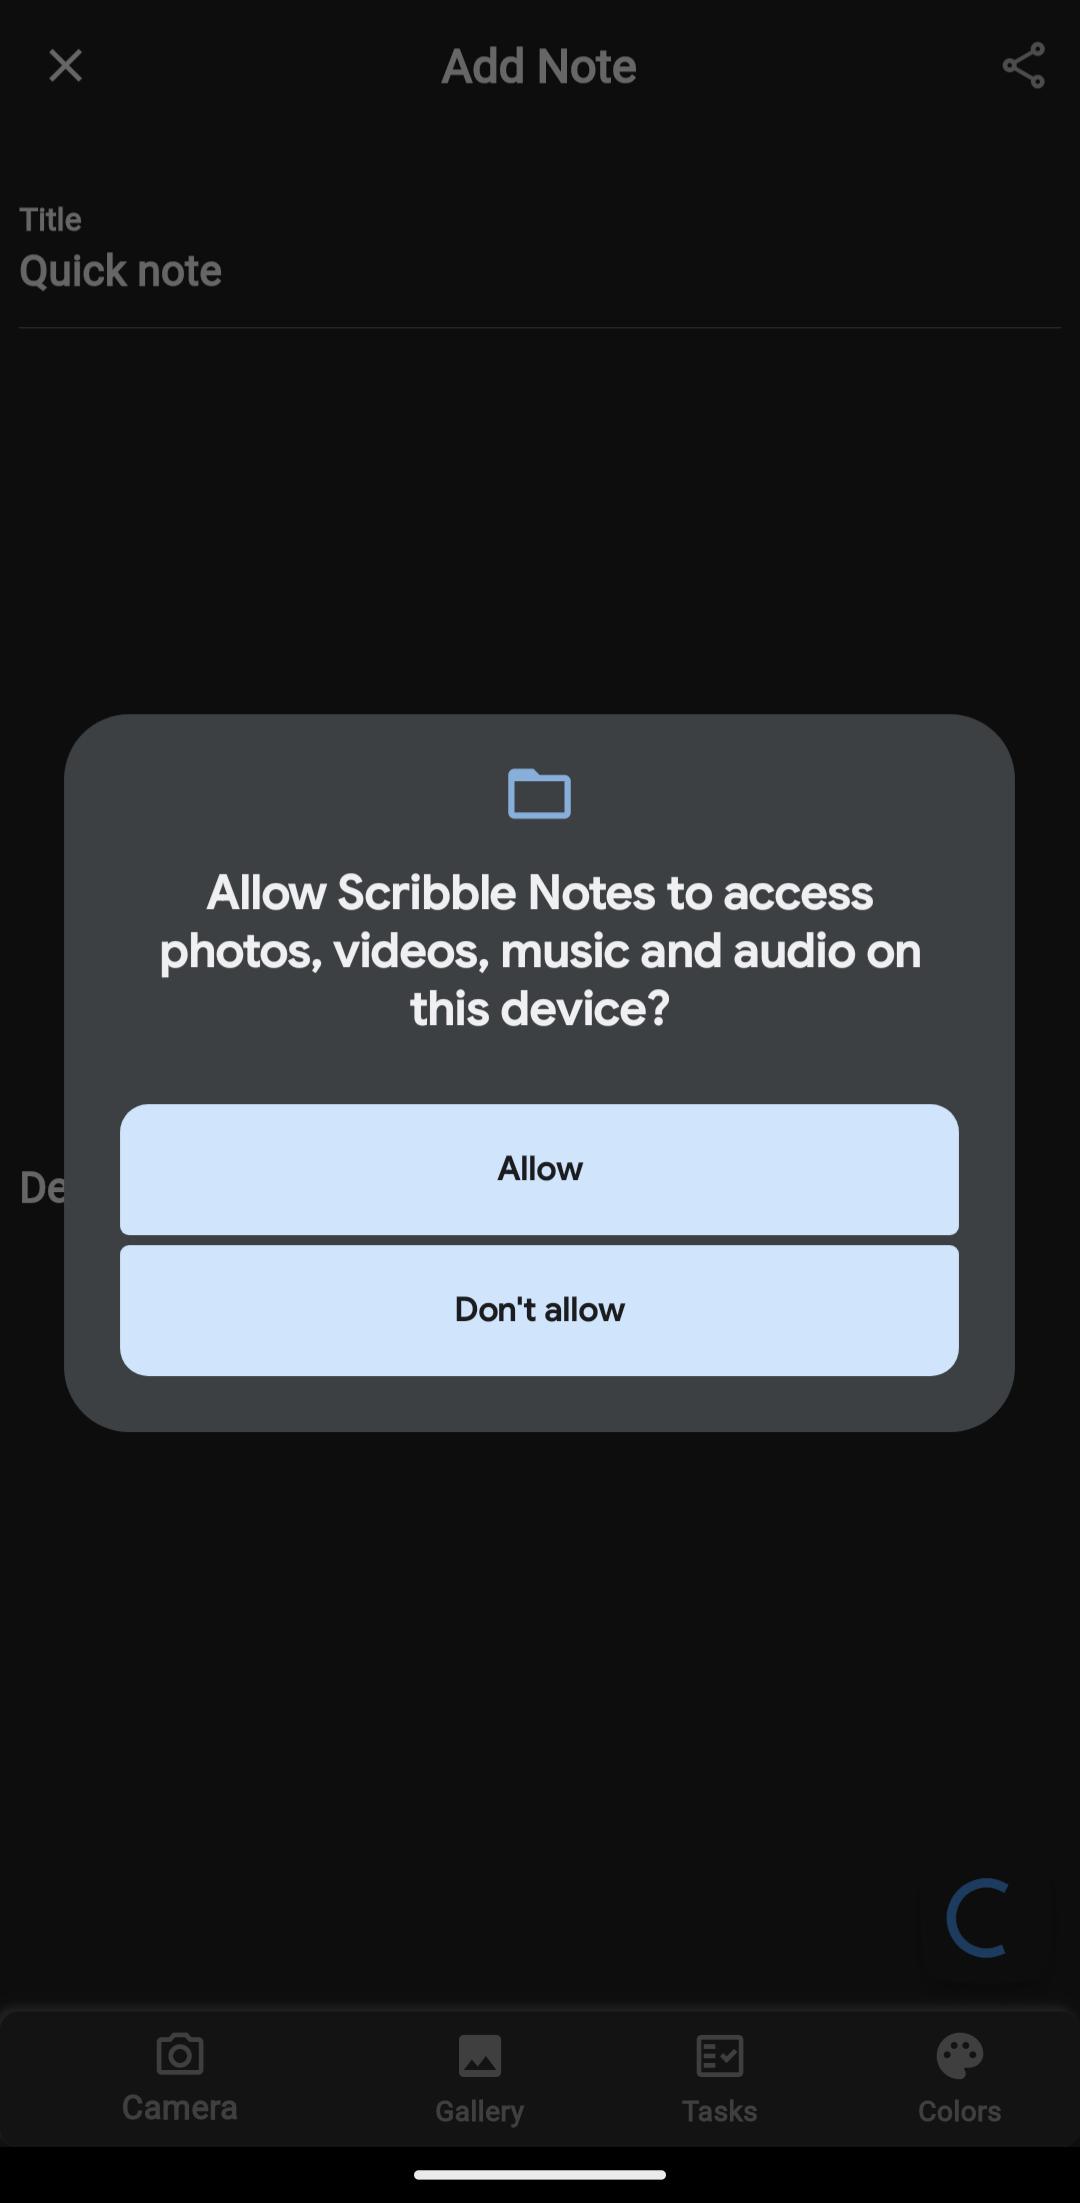 Add Note
Title
Quick note
Allow Scribble Notes to access
photos, videos, music and audio on
this device?
Allow
De
Don't allow
Camera
Gallery
Tasks
Colors